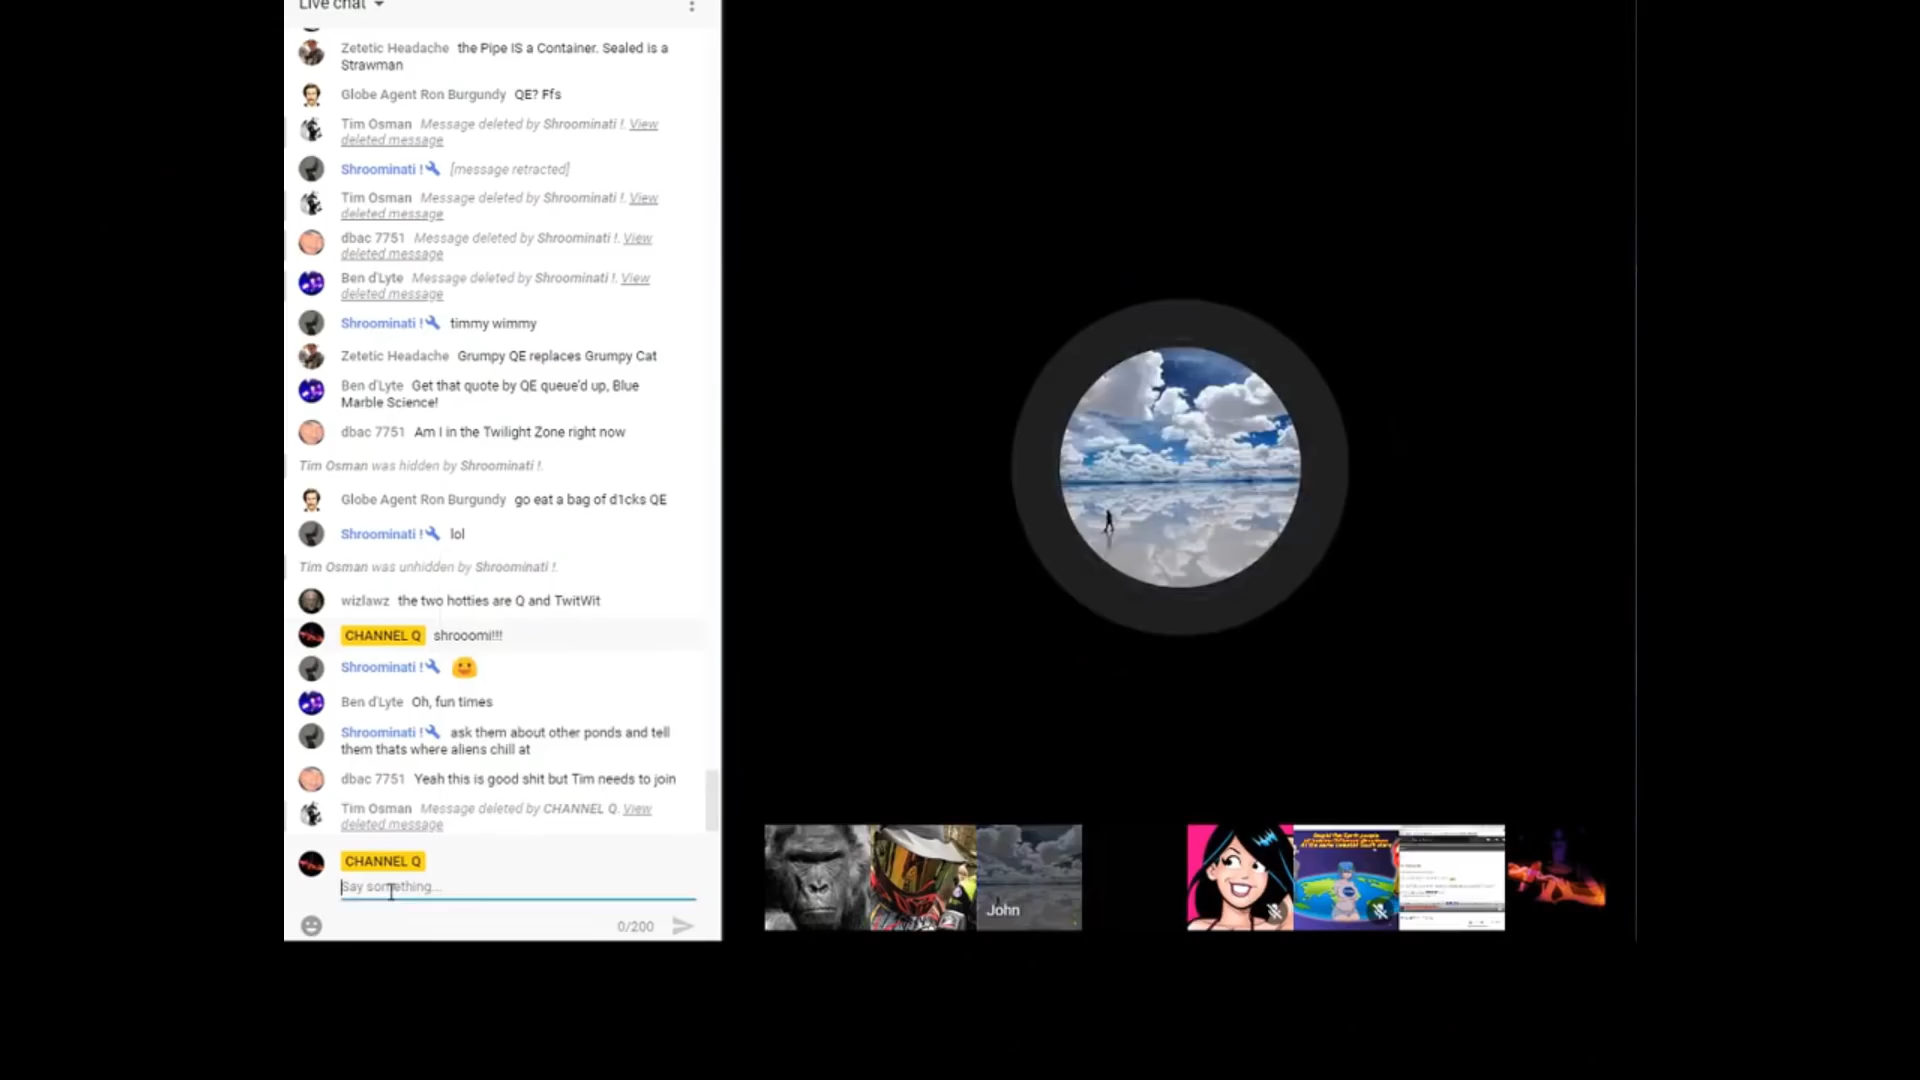 Live chat
Zetetic Headache the Pipe IS a Container. Sealed is a
Strawman
Globe Agent Ron Burgundy QE? Ffs
Tim Osman Message deleted by Shroominati !. View
deleted message
Shroominati ! [message retracted]
Tim Osman Message deleted by Shroominati !. View
deleted message
dbac 7751 Message deleted by Shroominati !. View
deleted message
Ben d'Lyte Message deleted by Shroominati !. View
deleted message
Shroominati ! timmy wimmy
Zetetic Headache Grumpy QE replaces Grumpy Cat
Ben d'Lyte Get that quote by QE queue'd up, Blue
Marble Science!
dbac 7751 Am I in the Twilight Zone right now
Tim Osman was hidden by Shroominati !.
Globe Agent Ron Burgundy go eat a bag of d1cks QE
Shroominati ! lol
Tim Osman was unhidden by Shroominati !.
wizlawz the two hotties are Q and TwitWit
CHANNEL Q shrooomi!!!
Shroominati !
Ben d'Lyte Oh, fun times
Shroominati ! ask them about other ponds and tell
them thats where aliens chill at
dbac 7751 Yeah this is good shit but Tim needs to join
Tim Osman Message deleted by CHANNEL Q. View
deleted message
CHANNEL Q
Say something...
0/200
John